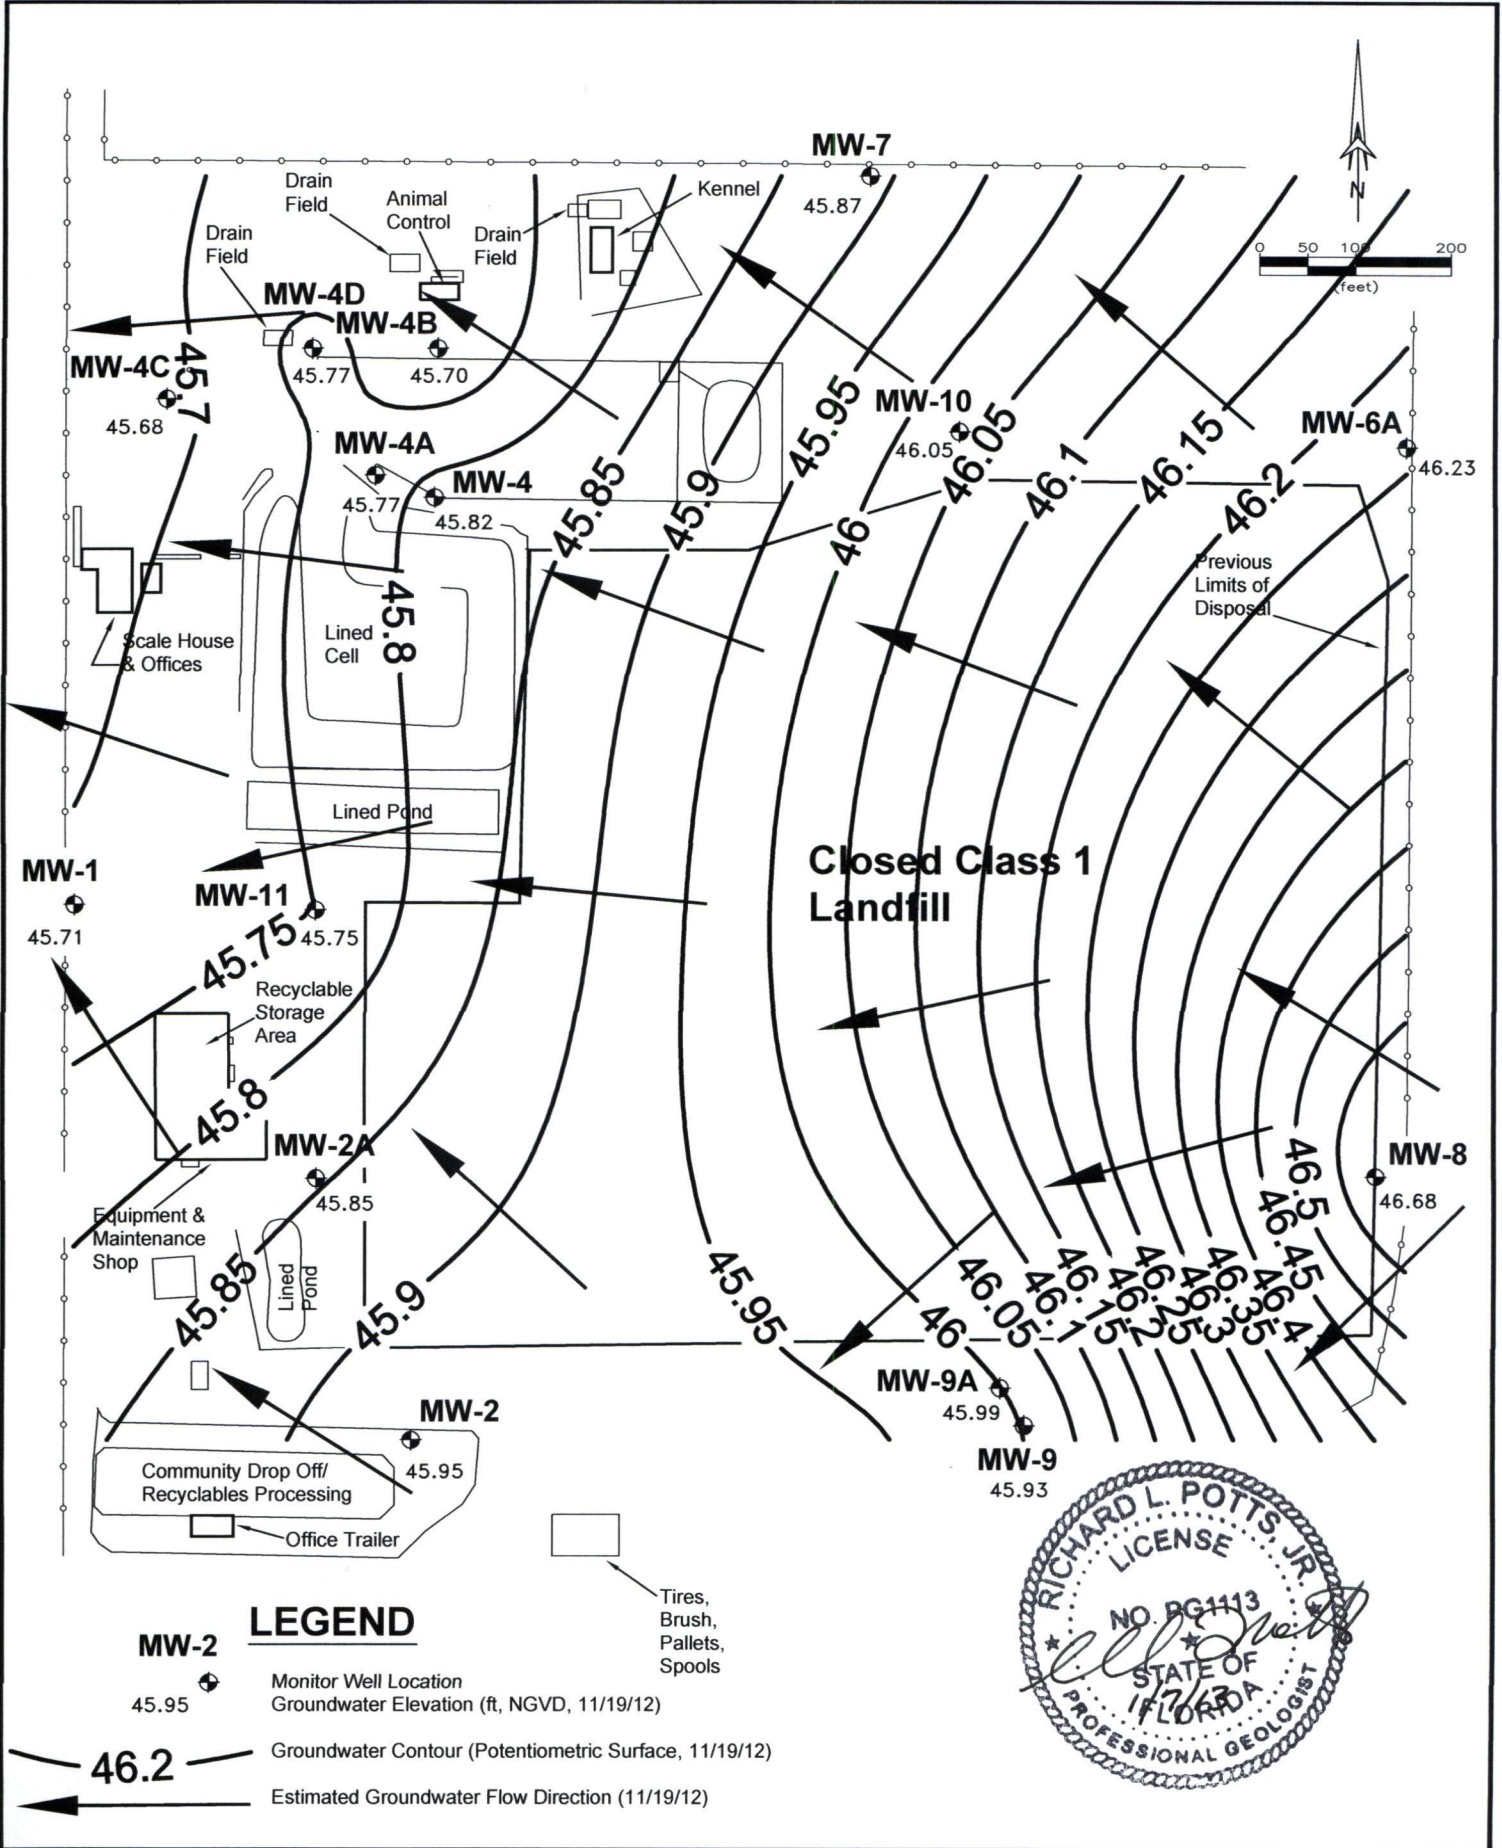 MW-7
45.87
Drain
Field
Animal
Control
Kennel
Drain
Field
Drain
Field
N
0 50 100 200
(feet)
MW-4D
MW-4B
45.77
45.70
MW-4C
45.68
45.7
MW-10
46.05
MW-6A
46.23
MW-4A
45.77
MW-4
45.82
45.85
45.9
45.95
46
46.05
46.1
46.15
46.2
Previous
Limits of
Disposal
Scale House
& Offices
Lined
Cell
45.8
Lined Pond
Closed Class 1
Landfill
MW-1
45.71
MW-11
45.75
45.75
Recyclable
Storage
Area
45.8
MW-2A
45.85
Equipment &
Maintenance
Shop
Lined
Pond
45.85
45.9
45.95
46
46.05
46.1
46.15
46.2
46.25
46.3
46.35
46.4
46.45
46.5
MW-8
46.68
MW-9A
45.99
MW-9
45.93
MW-2
45.95
Community Drop Off/
Recyclables Processing
Office Trailer
Tires,
Brush,
Pallets,
Spools
LEGEND
MW-2
45.95
Monitor Well Location
Groundwater Elevation (ft, NGVD, 11/19/12)
46.2
Groundwater Contour (Potentiometric Surface, 11/19/12)
Estimated Groundwater Flow Direction (11/19/12)
RICHARD L. POTTS, JR
LICENSE
NO. PG1113
STATE OF
FLORIDA
PROFESSIONAL GEOLOGIST